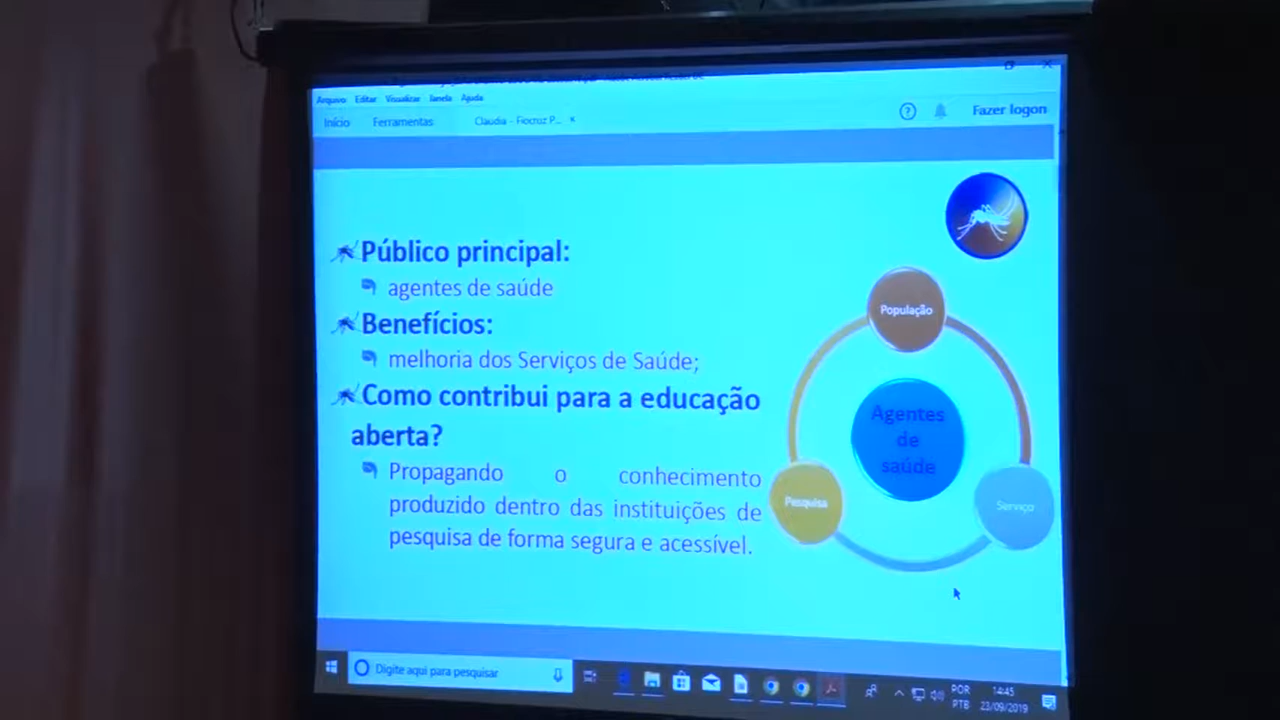 Arquivo Editar Visualizar Janela Ajuda
Início Ferramentas Claudia - Fiocruz P... × ? Fazer logon
Público principal:
agentes de saúde
Benefícios:
melhoria dos Serviços de Saúde;
Como contribui para a educação
aberta?
Propagando o conhecimento
produzido dentro das instituições de
pesquisa de forma segura e acessível.
População
Agentes
de
saúde
Pesquisa
Serviço
Digite aqui para pesquisar
POR
PTB
14:45
23/09/2019